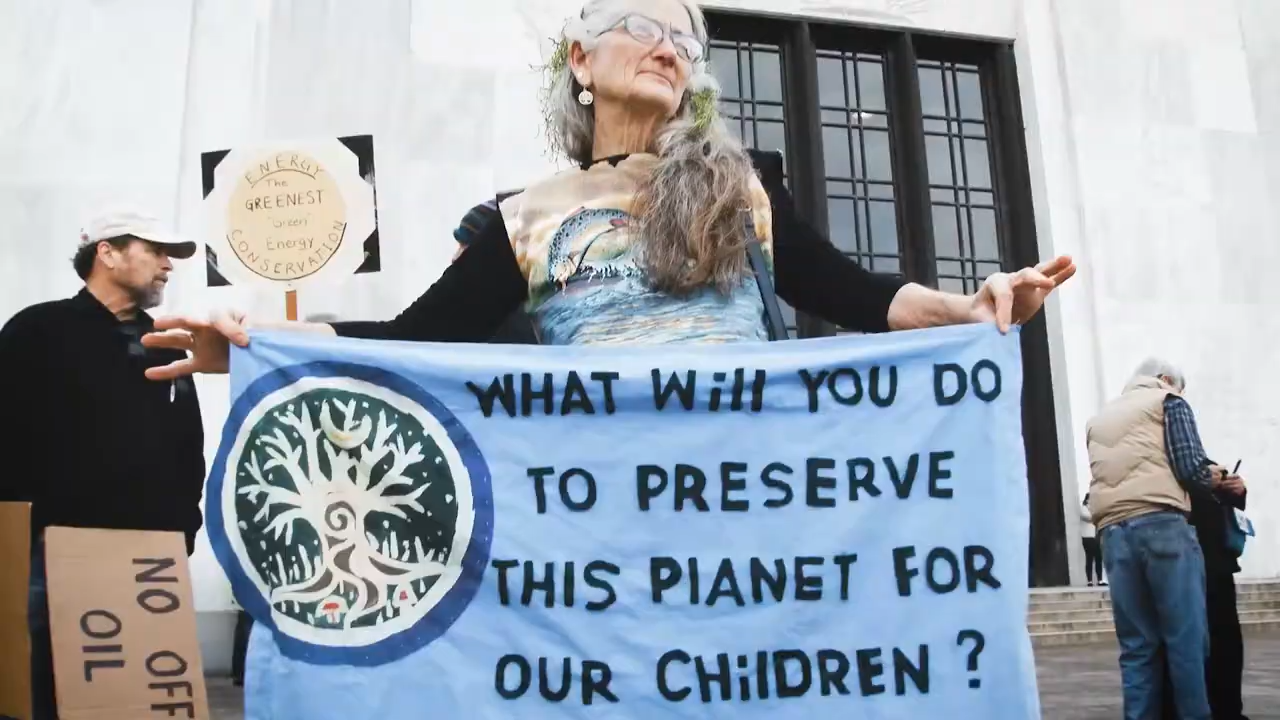 ENERGY
The
GREENEST
"Green"
Energy
CONSERVATION
WHAT Will YOU DO
TO PRESERVE
THIS PlANET FOR
OUR CHilDREN ?
NO OFF
OIL